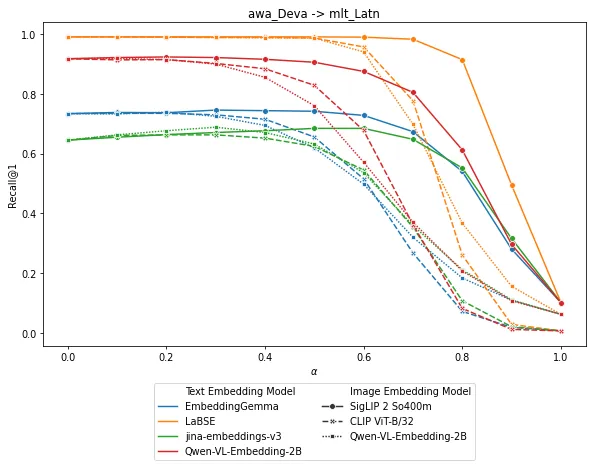 awa_Deva -> mlt_Latn
Recall@1
1.0
0.8
0.6
0.4
0.2
0.0
0.0 0.2 0.4 0.6 0.8 1.0
α
Text Embedding Model Image Embedding Model
EmbeddingGemma SigLIP 2 So400m
LaBSE CLIP ViT-B/32
jina-embeddings-v3 Qwen-VL-Embedding-2B
Qwen-VL-Embedding-2B